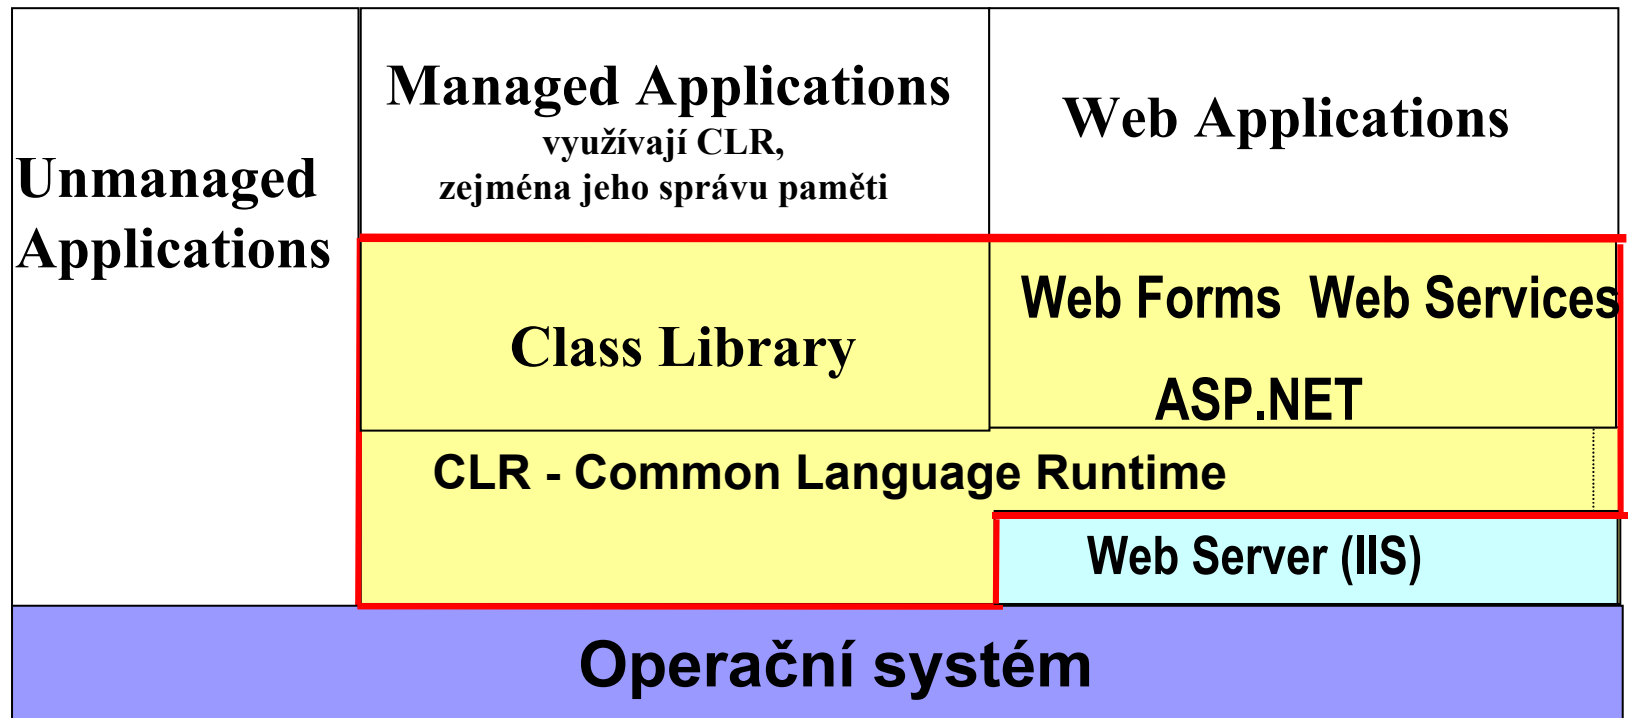 Unmanaged
Applications
Managed Applications
využívají CLR,
zejména jeho správu paměti
Web Applications
Class Library
Web Forms Web Services
ASP.NET
CLR - Common Language Runtime
Web Server (IIS)
Operační systém